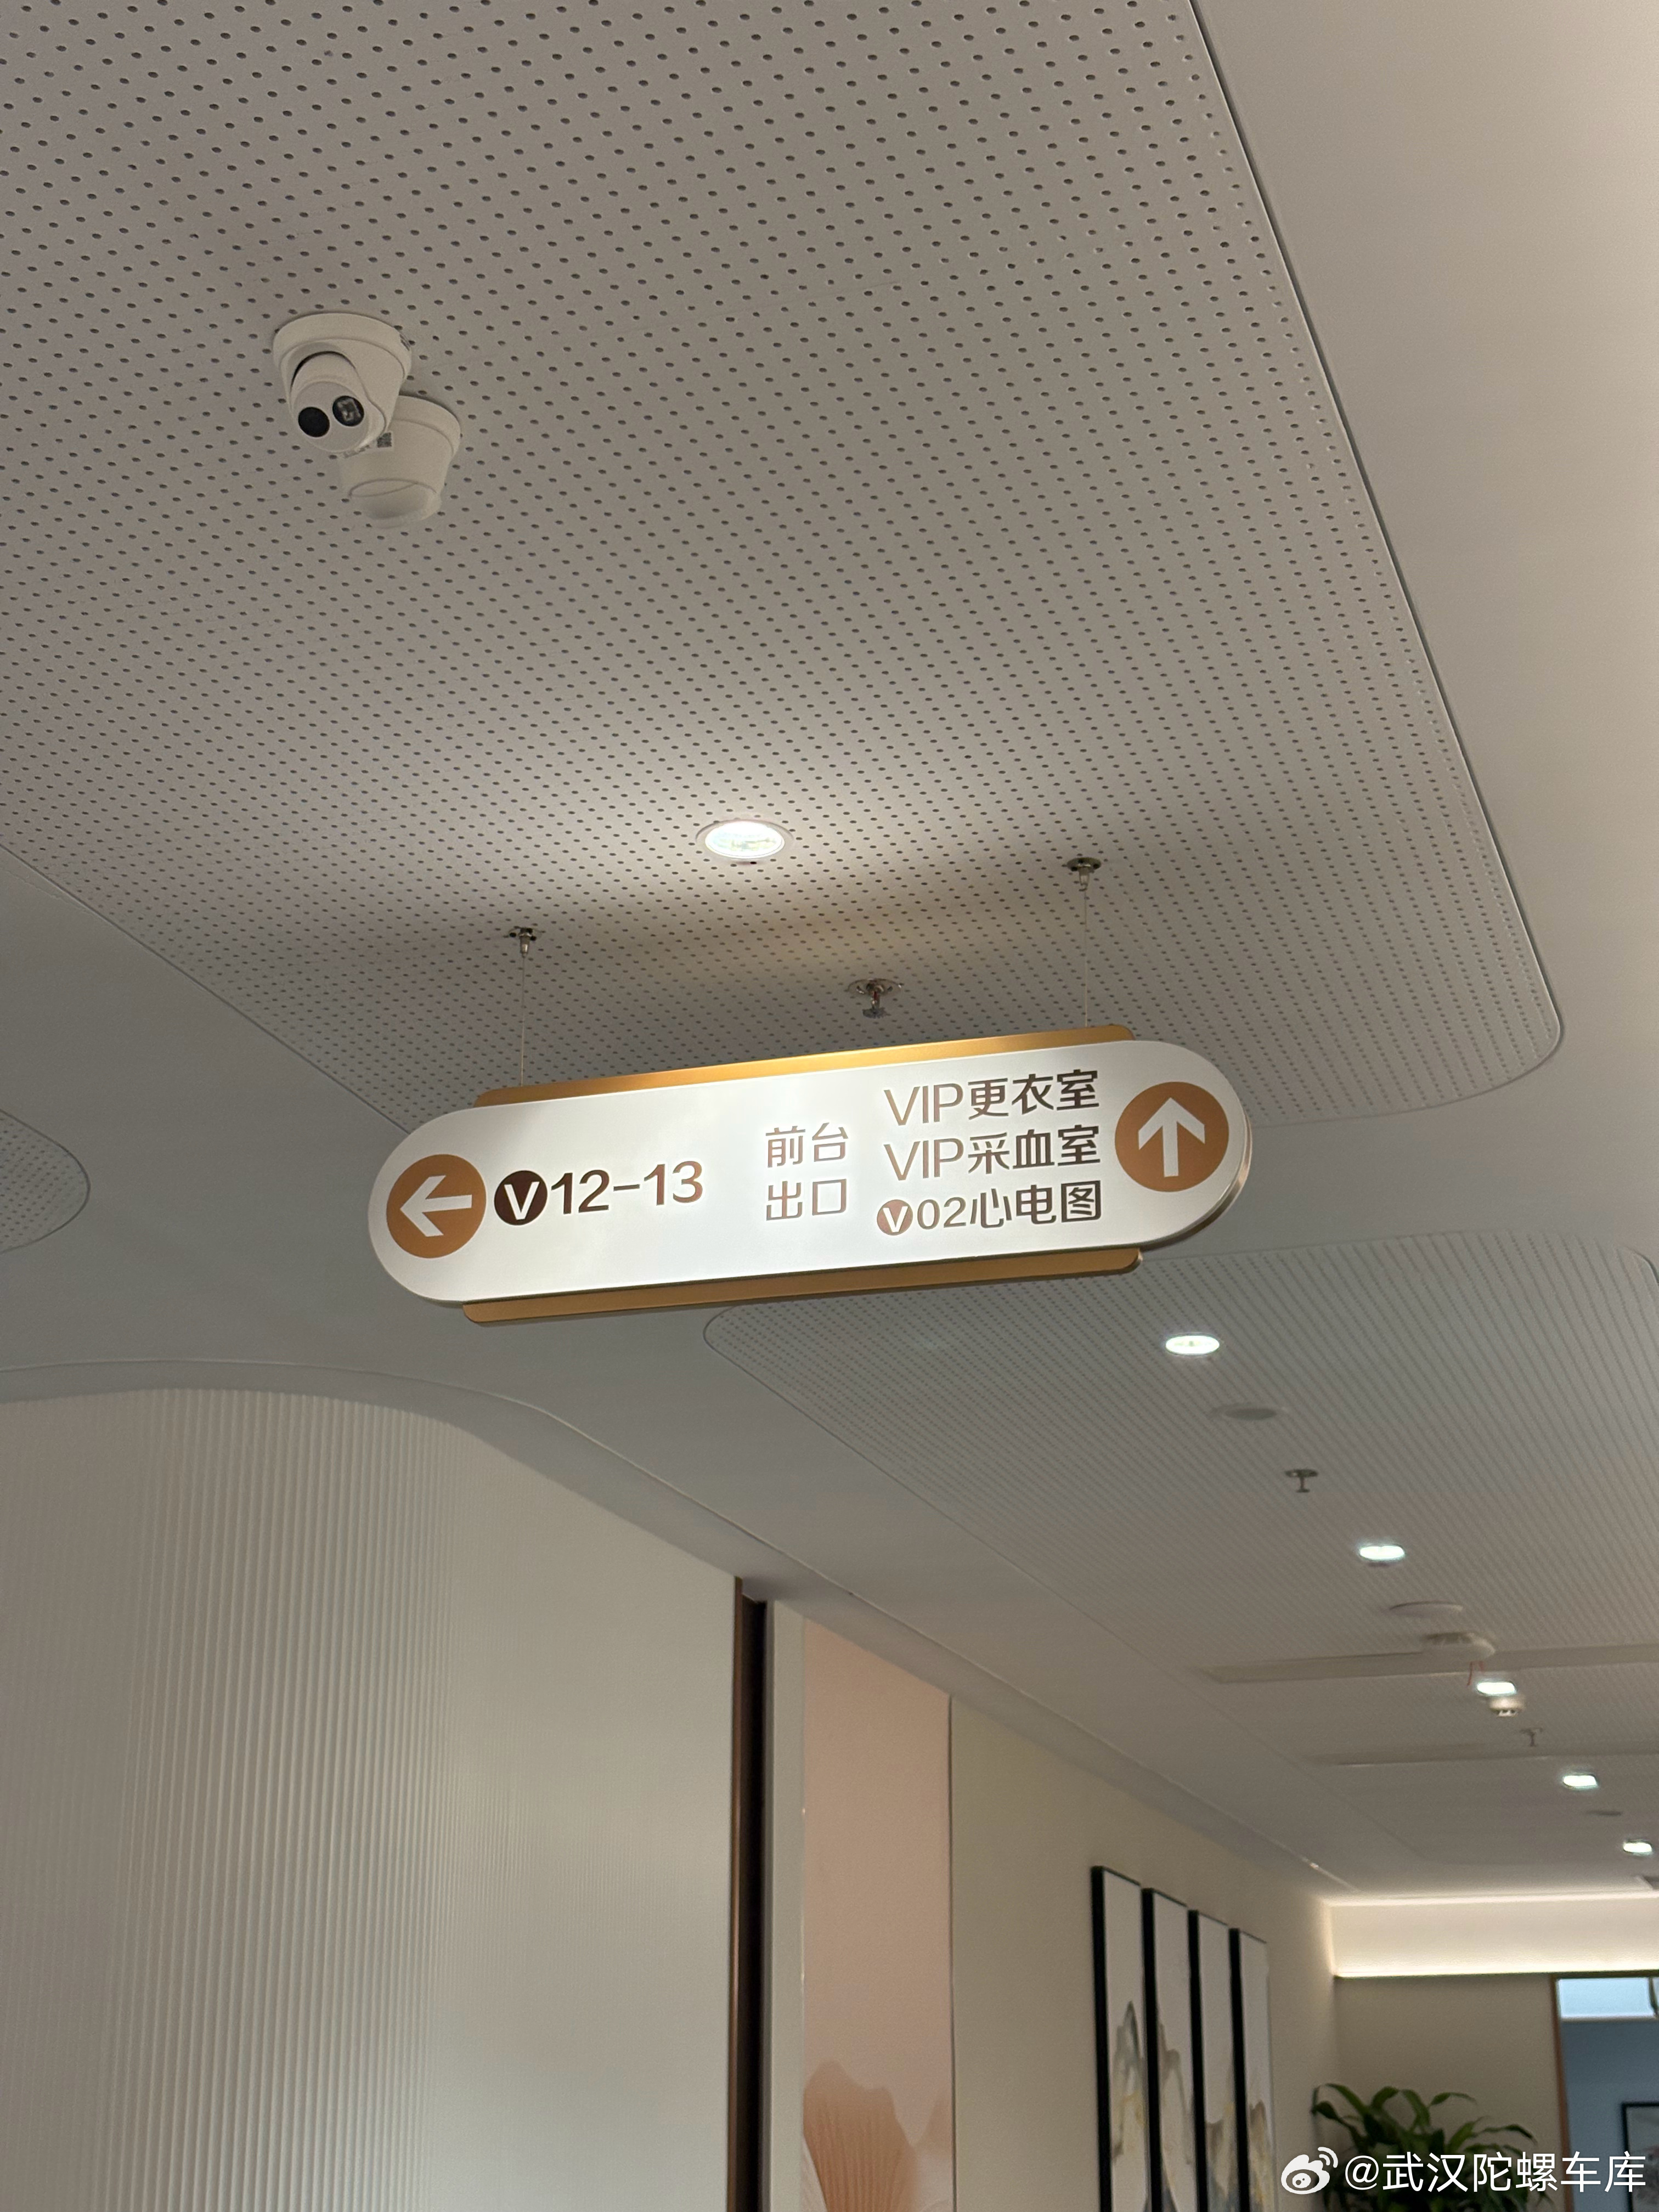 V12-13
前台
出口
VIP更衣室
VIP采血室
V02心电图
@武汉陀螺车库